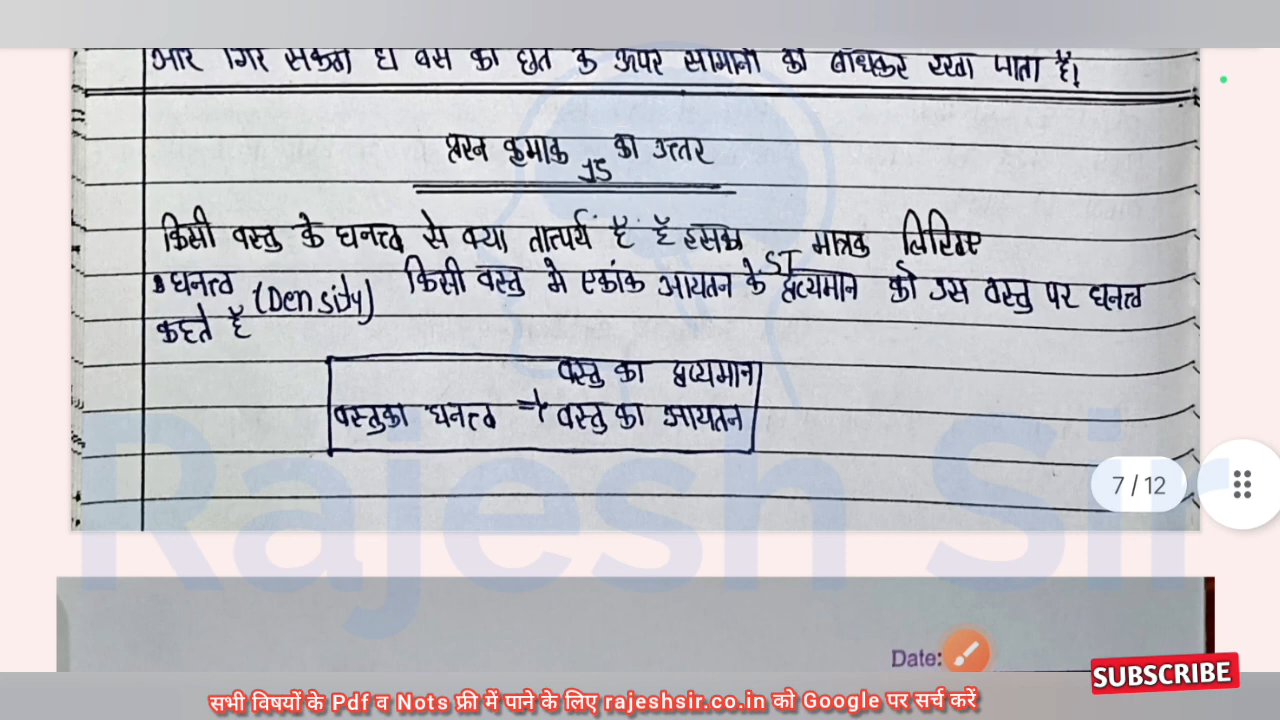 और गिर सकता है बस की छत के ऊपर सामानों को बांधकर रखा जाता है।
प्रश्न क्रमांक 15 का उत्तर
किसी वस्तु के घनत्व से क्या तात्पर्य है है इसका SI मात्रक लिखिए
घनत्व (Density) किसी वस्तु मे एकांक आयतन के द्रव्यमान को उस वस्तु पर घनत्व
कहते है
वस्तु का द्रव्यमान
वस्तुका घनत्व => वस्तु का आयतन
Rajesh Sir
7 / 12
Date:
SUBSCRIBE
सभी विषयों के Pdf व Nots फ्री में पाने के लिए rajeshsir.co.in को Google पर सर्च करें